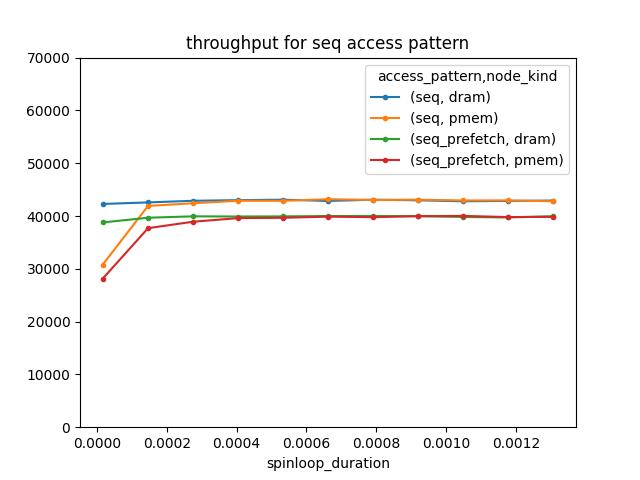 throughput for seq access pattern
70000
60000
50000
40000
30000
20000
10000
0
access_pattern,node_kind
(seq, dram)
(seq, pmem)
(seq_prefetch, dram)
(seq_prefetch, pmem)
0.0000 0.0002 0.0004 0.0006 0.0008 0.0010 0.0012
spinloop_duration